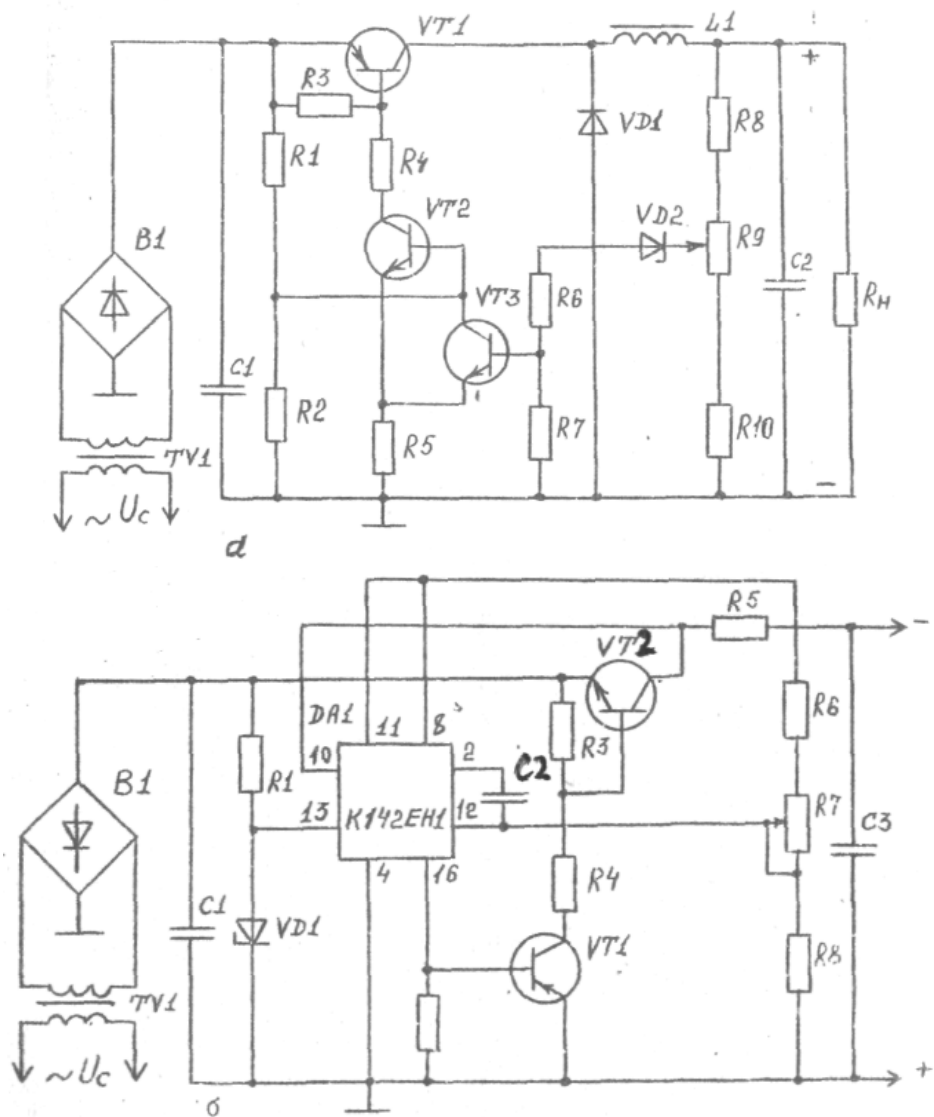 VT1
L1
+
R3
R1
R4
VD1
R8
VT2
VD2
R9
B1
C2
VT3
R6
Rн
C1
R2
R7
R10
R5
TV1
~Uc
−
а
R5
−
VT2
DA1
11
8
R3
R6
10
2
C2
R1
R7
B1
13
К142ЕН1
12
C3
4
16
R4
C1
VD1
VT1
R8
TV1
~Uc
+
б